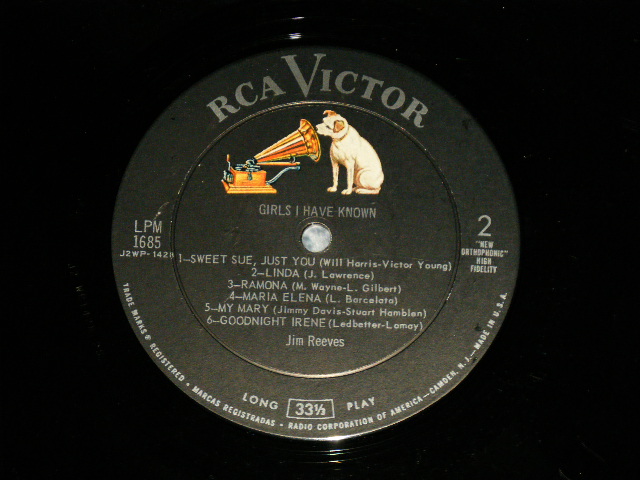 RCA VICTOR
GIRLS I HAVE KNOWN
LPM
1685
J2WP-1421
2
"NEW
ORTHOPHONIC"
HIGH
FIDELITY
1—SWEET SUE, JUST YOU (Will Harris-Victor Young)
2—LINDA (J. Lawrence)
3—RAMONA (M. Wayne-L. Gilbert)
4—MARIA ELENA (L. Barcelata)
5—MY MARY (Jimmy Davis-Stuart Hamblen)
6—GOODNIGHT IRENE (Ledbetter-Lomay)
Jim Reeves
LONG 33⅓ PLAY
TRADE MARKS ® REGISTERED • MARCAS REGISTRADAS • RADIO CORPORATION OF AMERICA—CAMDEN, N.J.—MADE IN U.S.A.